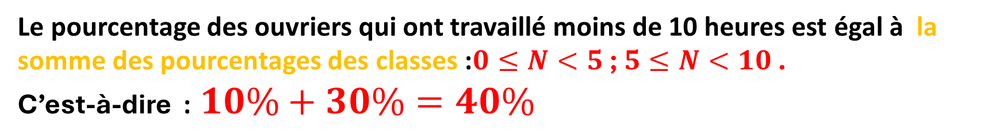 Le pourcentage des ouvriers qui ont travaillé moins de 10 heures est égal à la
somme des pourcentages des classes :0 ≤ N < 5 ; 5 ≤ N < 10 .
C’est-à-dire : 10% + 30% = 40%